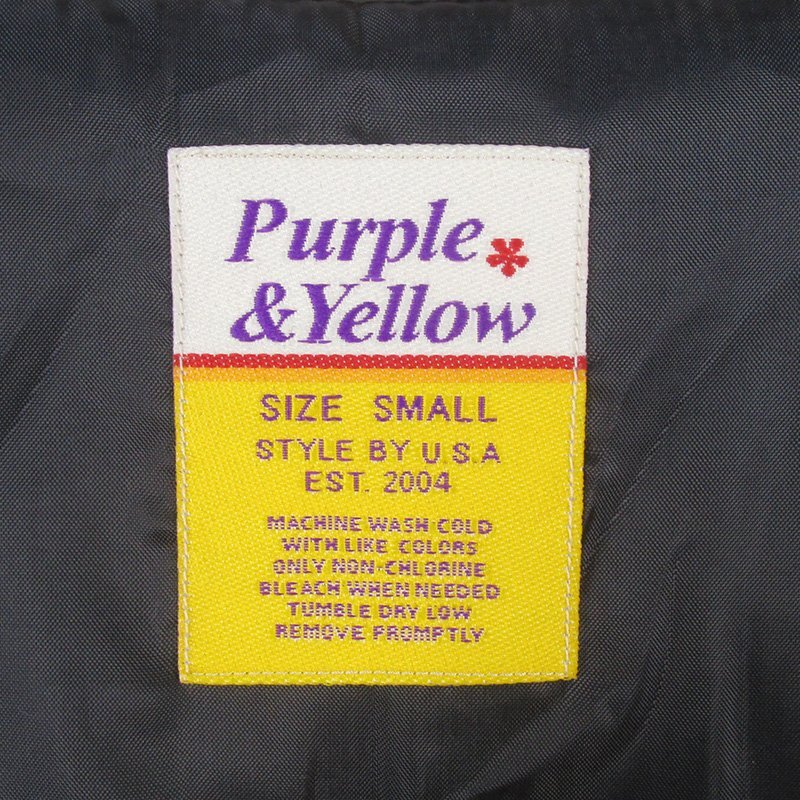 Purple
&Yellow
SIZE SMALL
STYLE BY U.S.A
EST. 2004
MACHINE WASH COLD
WITH LIKE COLORS
ONLY NON-CHLORINE
BLEACH WHEN NEEDED
TUMBLE DRY LOW
REMOVE PROMPTLY